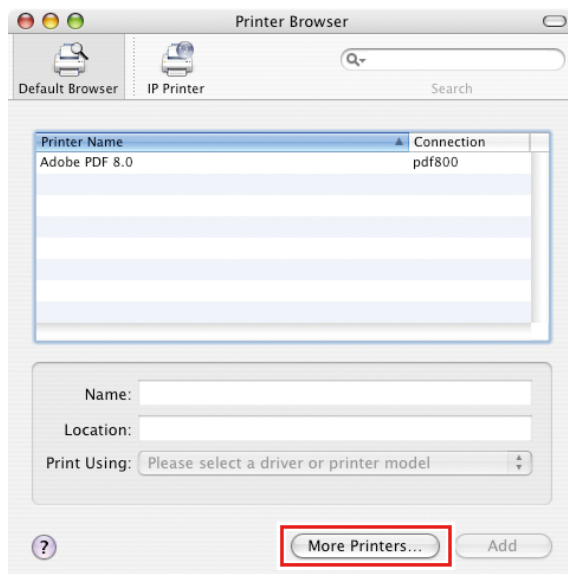 Printer Browser
Default Browser
IP Printer
Search
Printer Name
Connection
Adobe PDF 8.0
pdf800
Name:
Location:
Print Using:
Please select a driver or printer model
?
More Printers...
Add